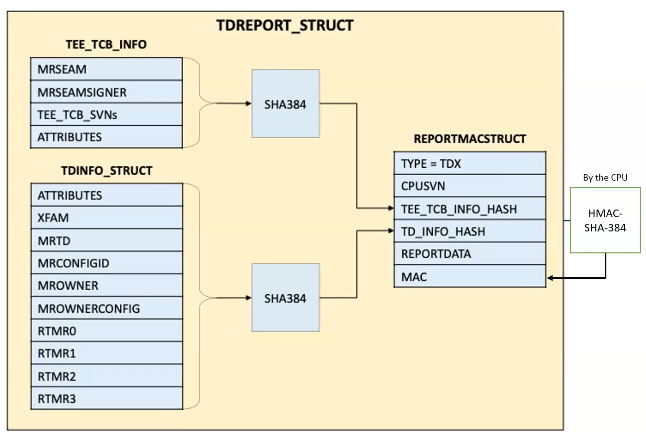 TDREPORT_STRUCT
TEE_TCB_INFO
MRSEAM
MRSEAMSIGNER
TEE_TCB_SVNs
ATTRIBUTES
SHA384
TDINFO_STRUCT
ATTRIBUTES
XFAM
MRTD
MRCONFIGID
MROWNER
MROWNERCONFIG
RTMR0
RTMR1
RTMR2
RTMR3
SHA384
REPORTMACSTRUCT
TYPE = TDX
CPUSVN
TEE_TCB_INFO_HASH
TD_INFO_HASH
REPORTDATA
MAC
By the CPU
HMAC-
SHA-384